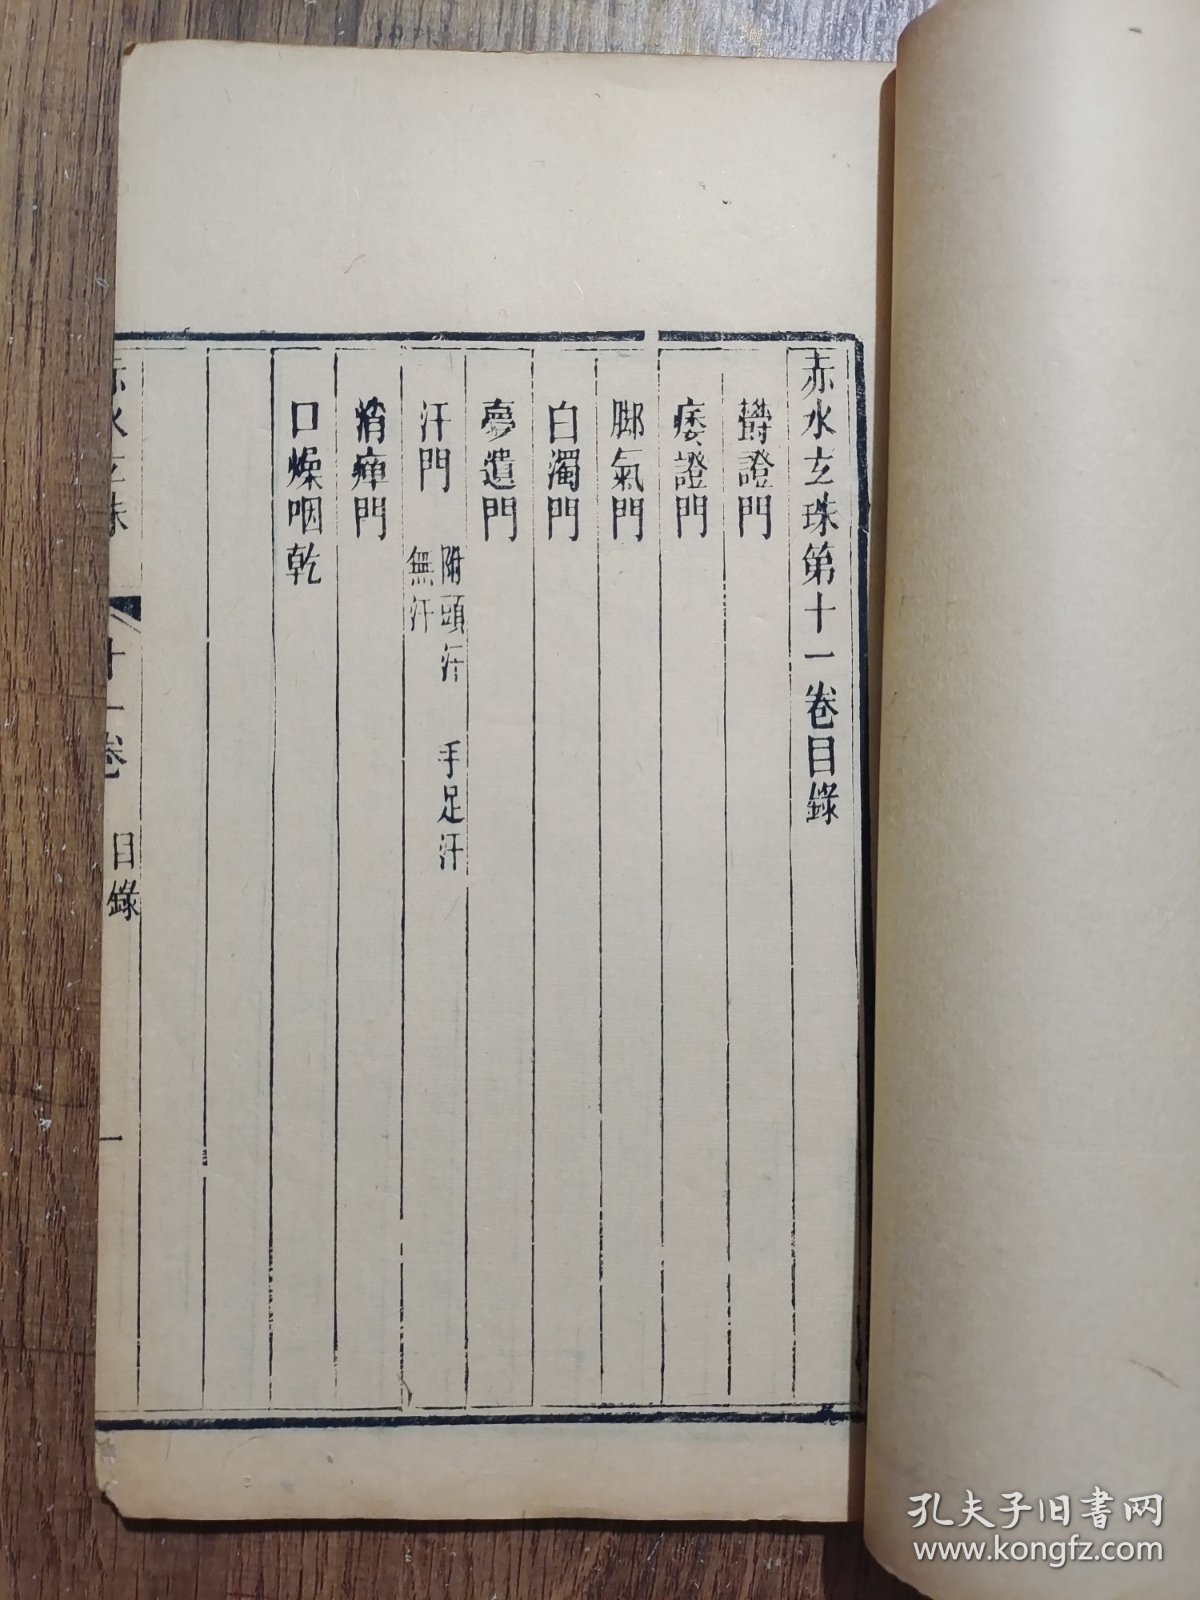 赤水玄珠第十一卷目錄
鬱證門
痿證門
脚氣門
白濁門
夢遺門
汗門 附頭汗 手足汗
無汗
消癉門
口燥咽乾
赤水玄珠 十一卷 目錄 一
孔夫子旧书网
www.kongfz.com